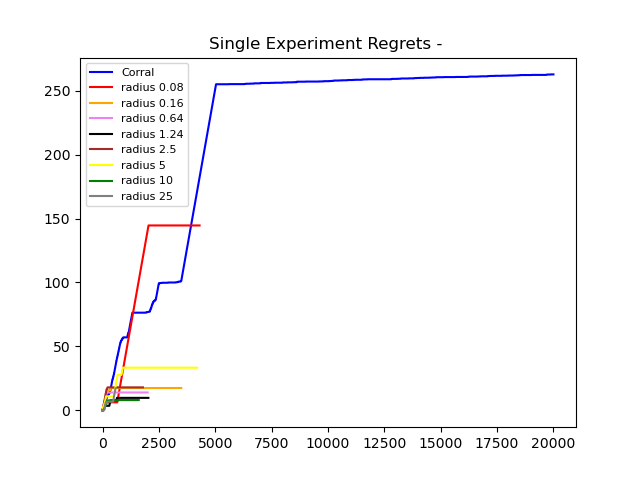 Single Experiment Regrets -
250
200
150
100
50
0
Corral
radius 0.08
radius 0.16
radius 0.64
radius 1.24
radius 2.5
radius 5
radius 10
radius 25
0 2500 5000 7500 10000 12500 15000 17500 20000